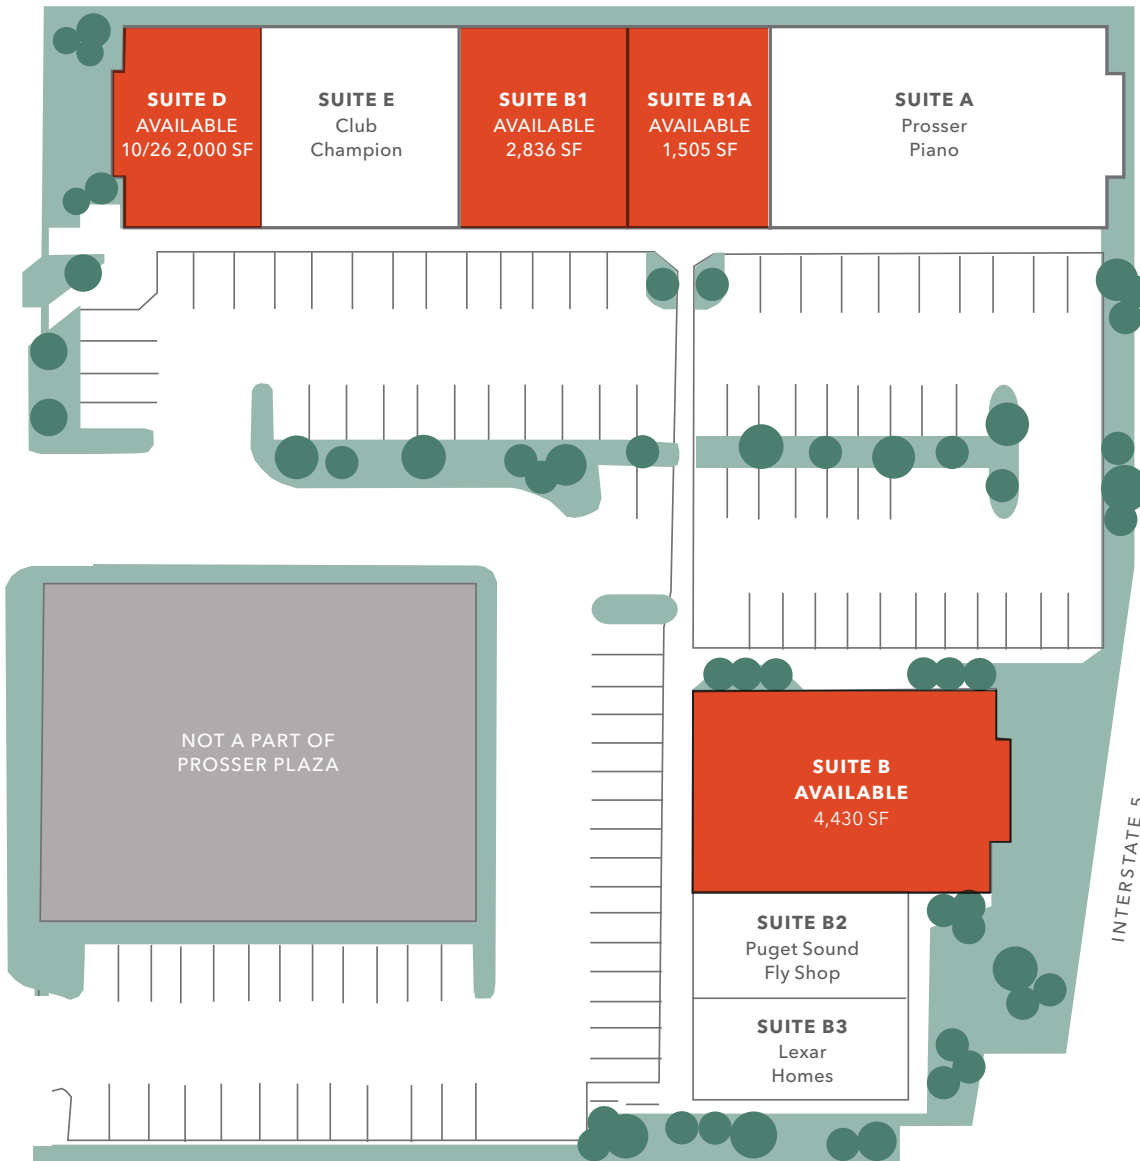 SUITE D
AVAILABLE
10/26 2,000 SF
SUITE E
Club
Champion
SUITE B1
AVAILABLE
2,836 SF
SUITE B1A
AVAILABLE
1,505 SF
SUITE A
Prosser
Piano
NOT A PART OF
PROSSER PLAZA
SUITE B
AVAILABLE
4,430 SF
INTERSTATE 5
SUITE B2
Puget Sound
Fly Shop
SUITE B3
Lexar
Homes